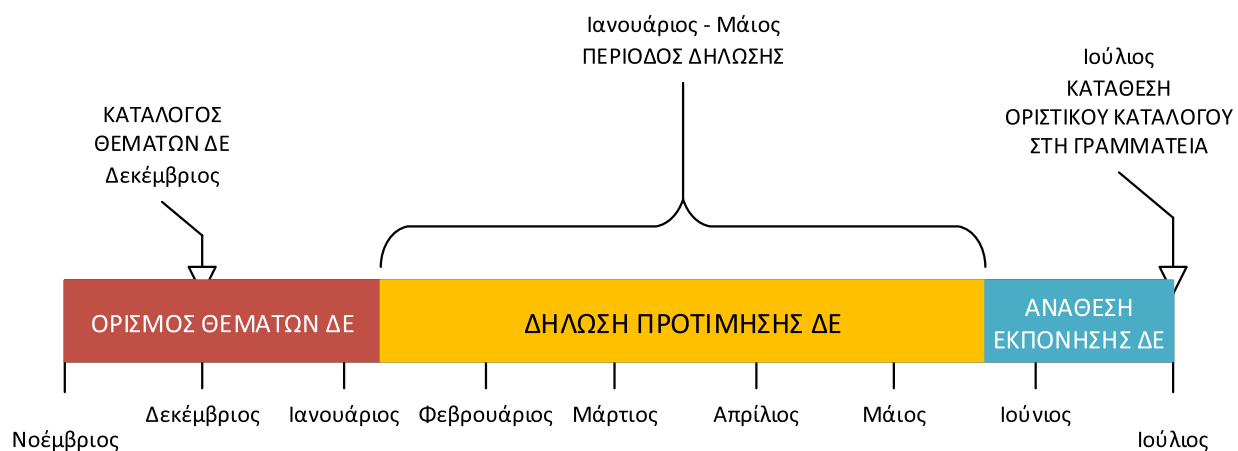 Ιανουάριος - Μάιος
ΠΕΡΙΟΔΟΣ ΔΗΛΩΣΗΣ
Ιούλιος
ΚΑΤΑΘΕΣΗ
ΟΡΙΣΤΙΚΟΥ ΚΑΤΑΛΟΓΟΥ
ΣΤΗ ΓΡΑΜΜΑΤΕΙΑ
ΚΑΤΑΛΟΓΟΣ
ΘΕΜΑΤΩΝ ΔΕ
Δεκέμβριος
ΟΡΙΣΜΟΣ ΘΕΜΑΤΩΝ ΔΕ
ΔΗΛΩΣΗ ΠΡΟΤΙΜΗΣΗΣ ΔΕ
ΑΝΑΘΕΣΗ
ΕΚΠΟΝΗΣΗΣ ΔΕ
Νοέμβριος
Δεκέμβριος
Ιανουάριος
Φεβρουάριος
Μάρτιος
Απρίλιος
Μάιος
Ιούνιος
Ιούλιος